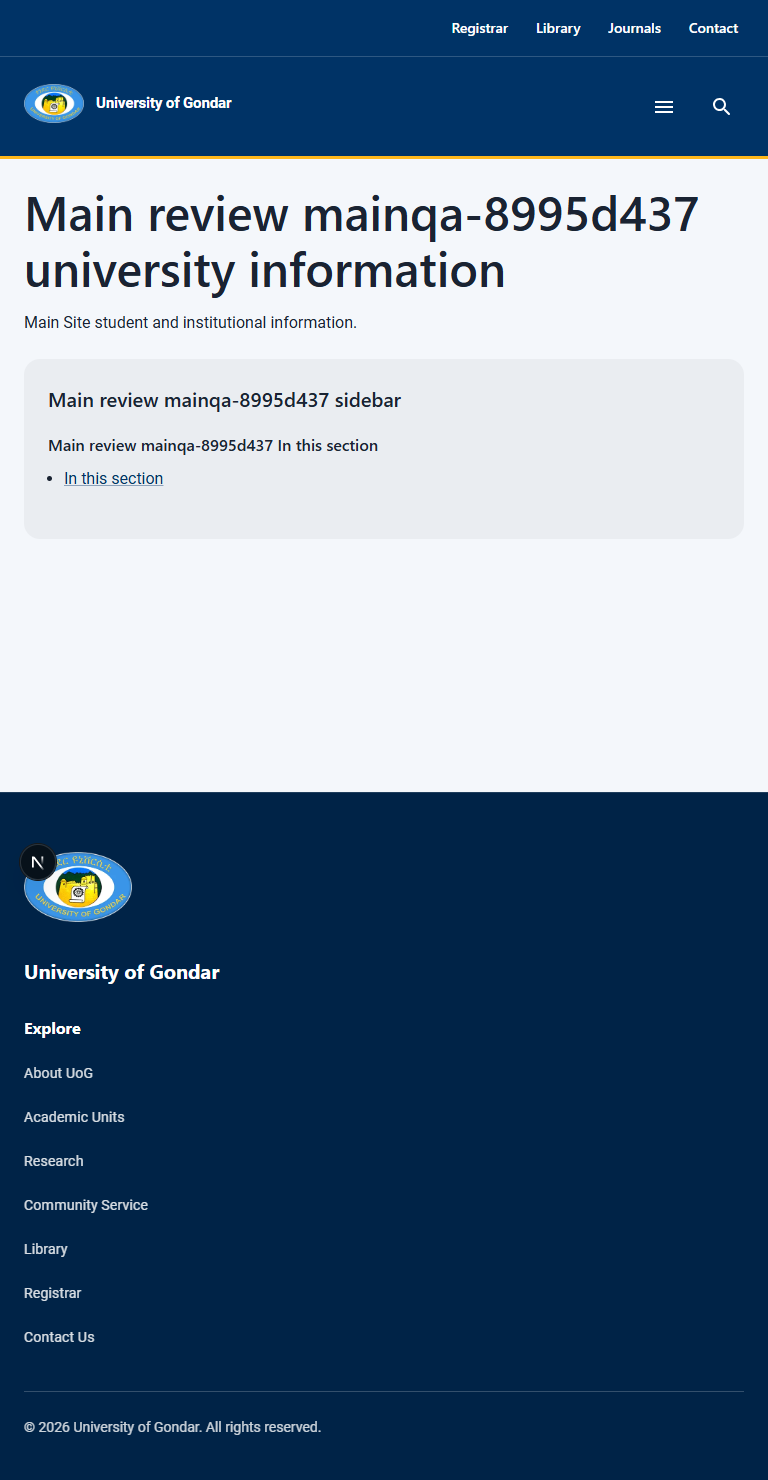 Registrar Library Journals Contact
University of Gondar
Main review mainqa-8995d437
university information
Main Site student and institutional information.
Main review mainqa-8995d437 sidebar
Main review mainqa-8995d437 In this section
In this section
N
UNIVERSITY OF GONDAR
University of Gondar
Explore
About UoG
Academic Units
Research
Community Service
Library
Registrar
Contact Us
© 2026 University of Gondar. All rights reserved.